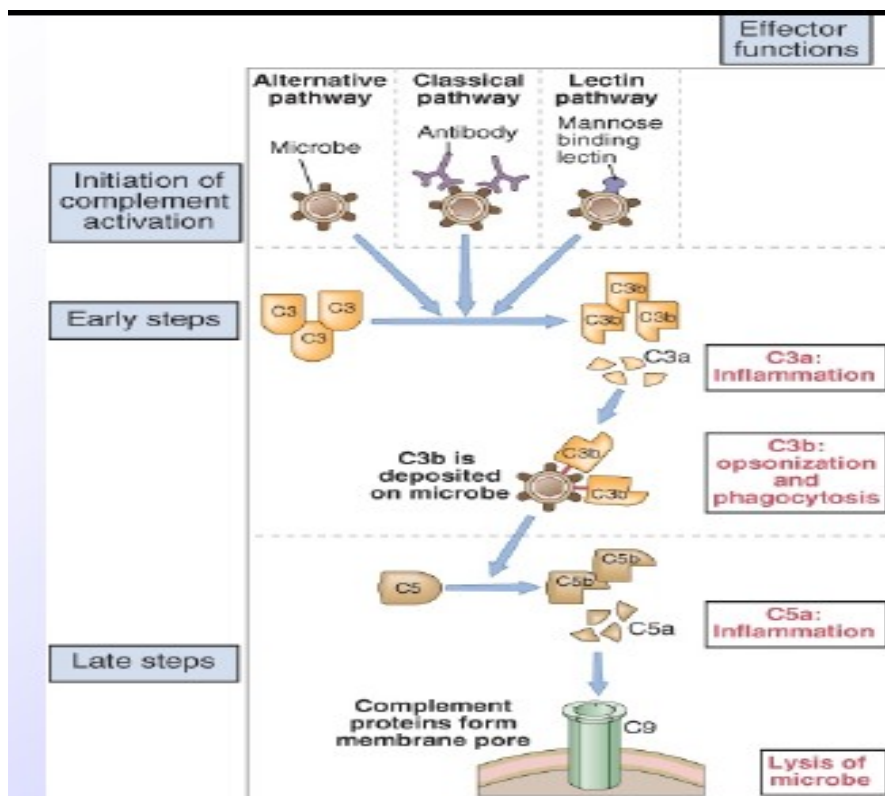 Effector
functions
Alternative
pathway
Classical
pathway
Lectin
pathway
Microbe
Antibody
Mannose
binding
lectin
Initiation of
complement
activation
Early steps
C3
C3
C3
C3b
C3b
C3b
C3a
C3a:
Inflammation
C3b is
deposited
on microbe
C3b
C3b
C3b:
opsonization
and
phagocytosis
C5
C5b
C5b
C5a
C5a:
Inflammation
Late steps
Complement
proteins form
membrane pore
C9
Lysis of
microbe